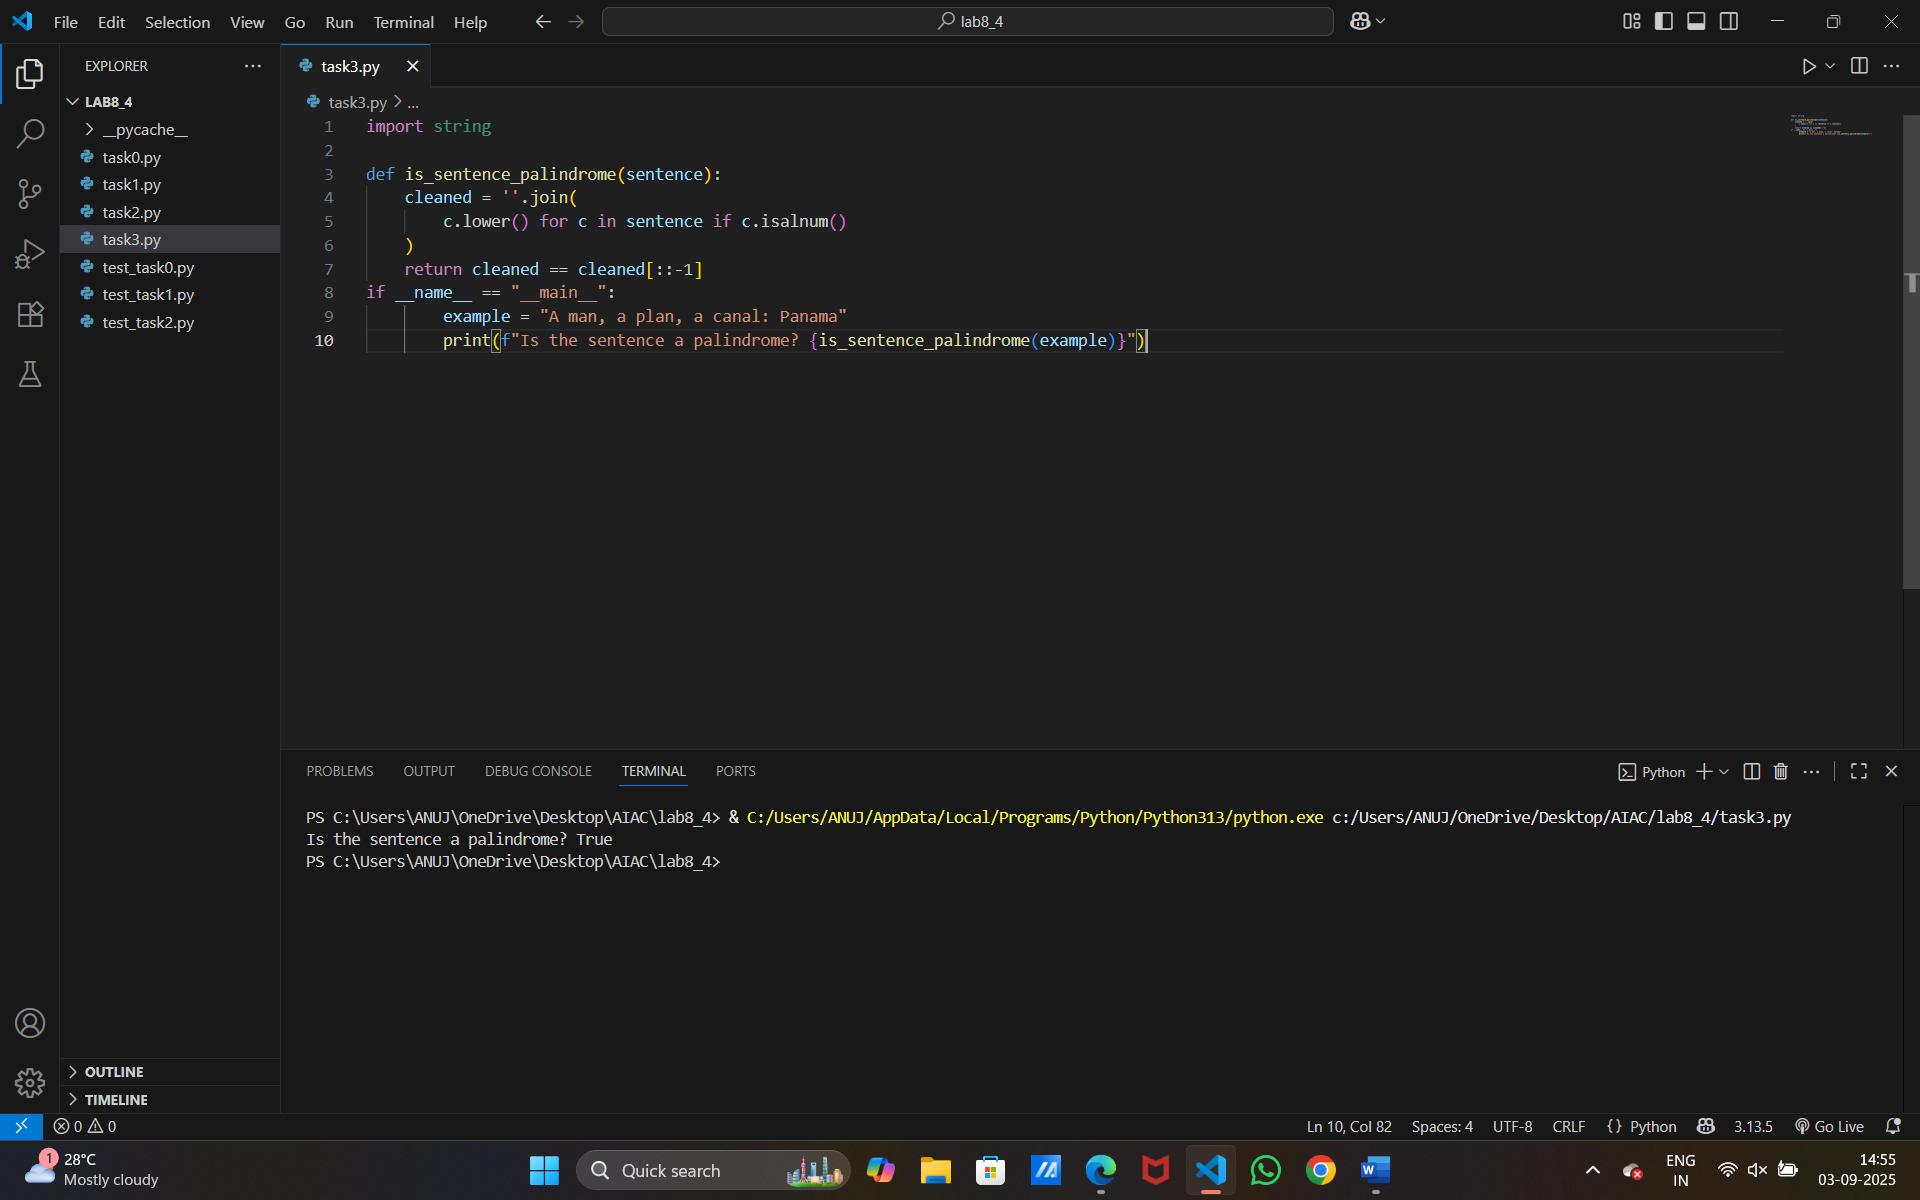 File Edit Selection View Go Run Terminal Help
lab8_4
EXPLORER
LAB8_4
__pycache__
task0.py
task1.py
task2.py
task3.py
test_task0.py
test_task1.py
test_task2.py
OUTLINE
TIMELINE
task3.py
task3.py > ...
1 import string
2
3 def is_sentence_palindrome(sentence):
4     cleaned = ''.join(
5         c.lower() for c in sentence if c.isalnum()
6     )
7     return cleaned == cleaned[::-1]
8 if __name__ == "__main__":
9         example = "A man, a plan, a canal: Panama"
10         print(f"Is the sentence a palindrome? {is_sentence_palindrome(example)}")
PROBLEMS OUTPUT DEBUG CONSOLE TERMINAL PORTS
Python
PS C:\Users\ANUJ\OneDrive\Desktop\AIAC\lab8_4> & C:/Users/ANUJ/AppData/Local/Programs/Python/Python313/python.exe c:/Users/ANUJ/OneDrive/Desktop/AIAC/lab8_4/task3.py
Is the sentence a palindrome? True
PS C:\Users\ANUJ\OneDrive\Desktop\AIAC\lab8_4>
0 0
Ln 10, Col 82 Spaces: 4 UTF-8 CRLF {} Python 3.13.5 Go Live
1
28°C
Mostly cloudy
Quick search
ENG
IN
14:55
03-09-2025